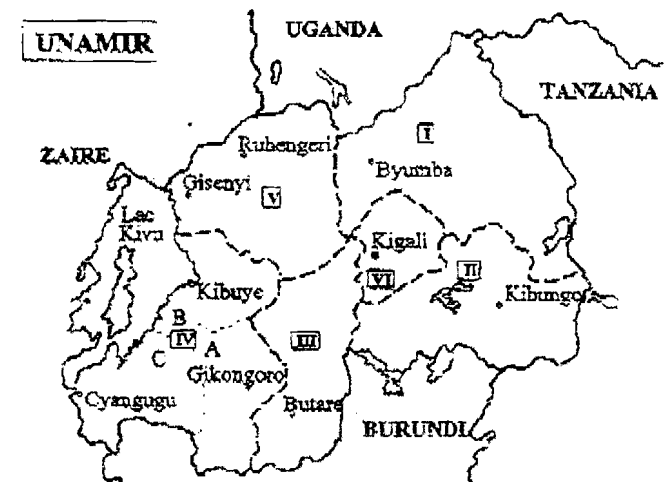 UNAMIR
UGANDA
TANZANIA
ZAIRE
I
Ruhengeri
Byumba
Gisenyi
V
Lac
Kivu
Kigali
VI
II
Kibuye
Kibungo
B
IV
A
III
C
Gikongoro
Cyangugu
Butare
BURUNDI